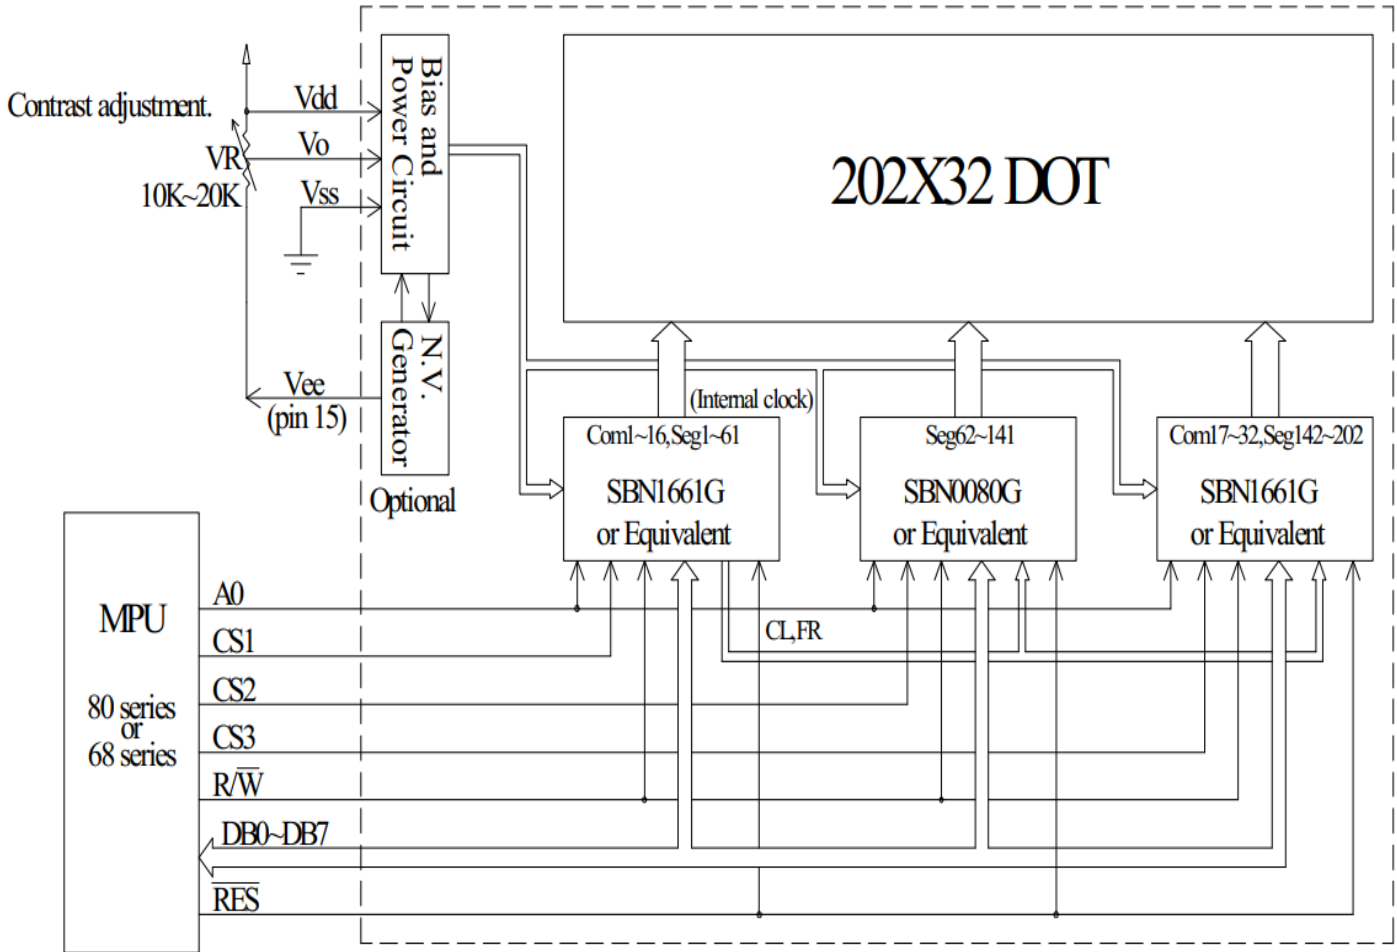 Contrast adjustment.
Vdd
Vo
VR
10K~20K
Vss
Bias and
Power Circuit
202X32 DOT
N.V.
Generator
Vee
(pin 15)
Optional
(Internal clock)
Com1~16,Seg1~61
SBN1661G
or Equivalent
Seg62~141
SBN0080G
or Equivalent
Com17~32,Seg142~202
SBN1661G
or Equivalent
MPU
80 series
or
68 series
A0
CS1
CL,FR
CS2
CS3
R/W̅
DB0~DB7
R̅E̅S̅